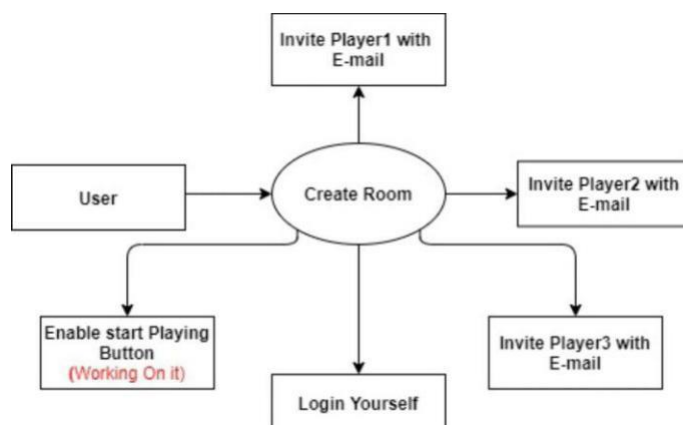 Invite Player1 with
E-mail
User
Create Room
Invite Player2 with
E-mail
Enable start Playing
Button
(Working On it)
Invite Player3 with
E-mail
Login Yourself